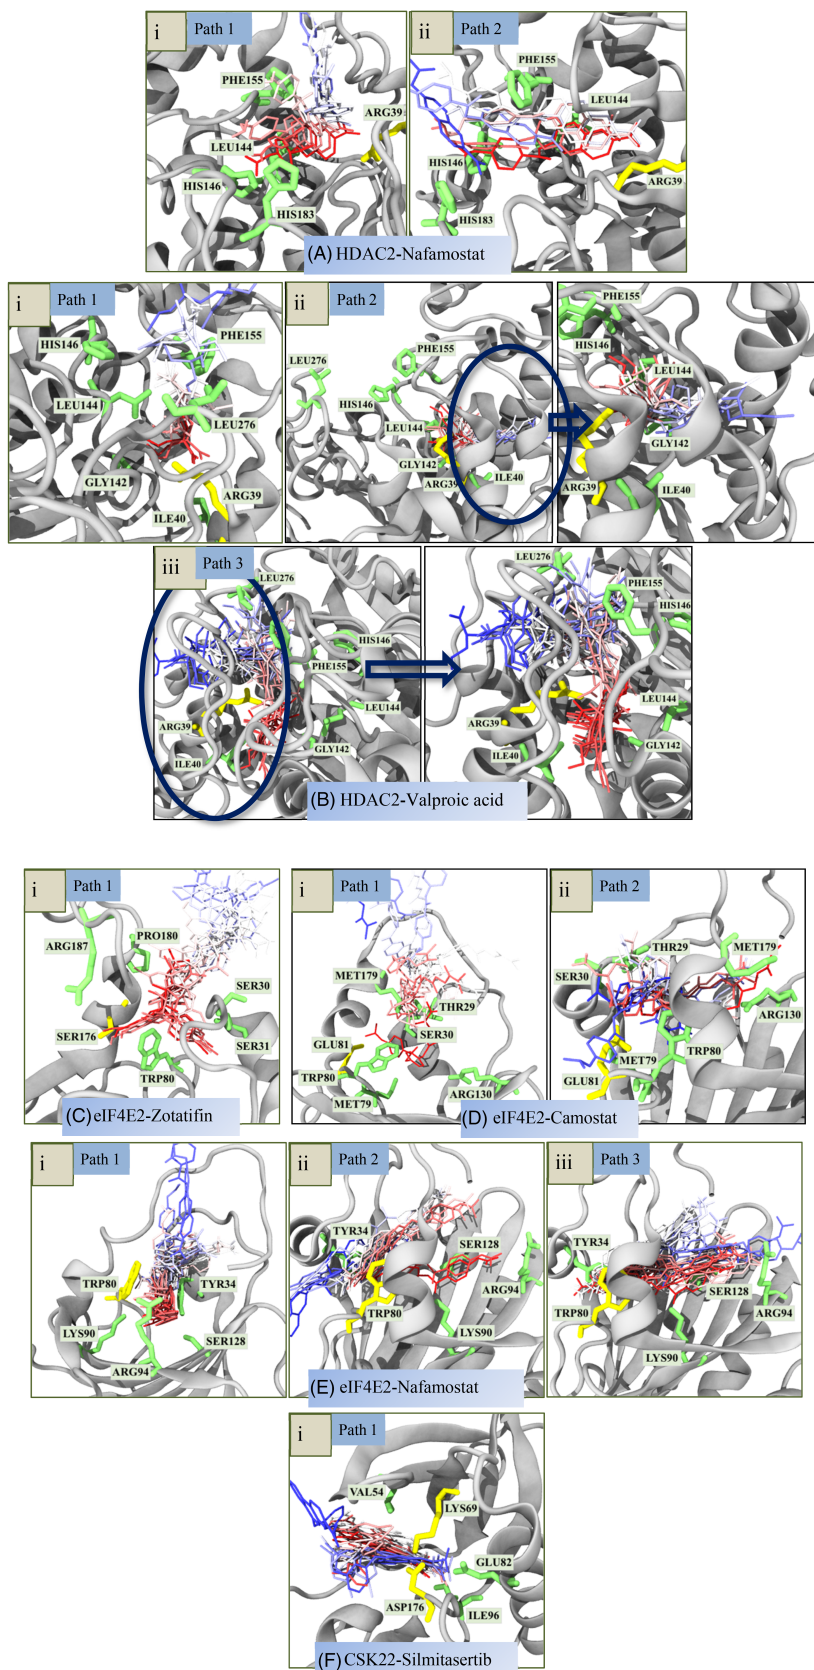 i Path 1
PHE155
ARG39
LEU144
HIS146
HIS183
ii Path 2
PHE155
LEU144
HIS146
ARG39
HIS183
(A) HDAC2-Nafamostat
i Path 1
HIS146
PHE155
LEU144
LEU276
GLY142
ARG39
ILE40
ii Path 2
LEU276
PHE155
HIS146
LEU144
GLY142
ARG39
ILE40
PHE155
HIS146
LEU144
GLY142
ARG39
ILE40
iii Path 3
LEU276
HIS146
PHE155
LEU144
ARG39
GLY142
ILE40
LEU276
PHE155
HIS146
LEU144
ARG39
GLY142
ILE40
(B) HDAC2-Valproic acid
i Path 1
ARG187
PRO180
SER30
SER176
SER31
TRP80
(C) eIF4E2-Zotatifin
i Path 1
MET179
THR29
SER30
GLU81
TRP80
MET79
ARG130
ii Path 2
THR29
MET179
SER30
ARG130
MET79
TRP80
GLU81
(D) eIF4E2-Camostat
i Path 1
TRP80
TYR34
LYS90
SER128
ARG94
ii Path 2
TYR34
SER128
ARG94
TRP80
LYS90
iii Path 3
TYR34
SER128
TRP80
ARG94
LYS90
(E) eIF4E2-Nafamostat
i Path 1
VAL54
LYS69
GLU82
ASP176
ILE96
(F) CSK22-Silmitasertib